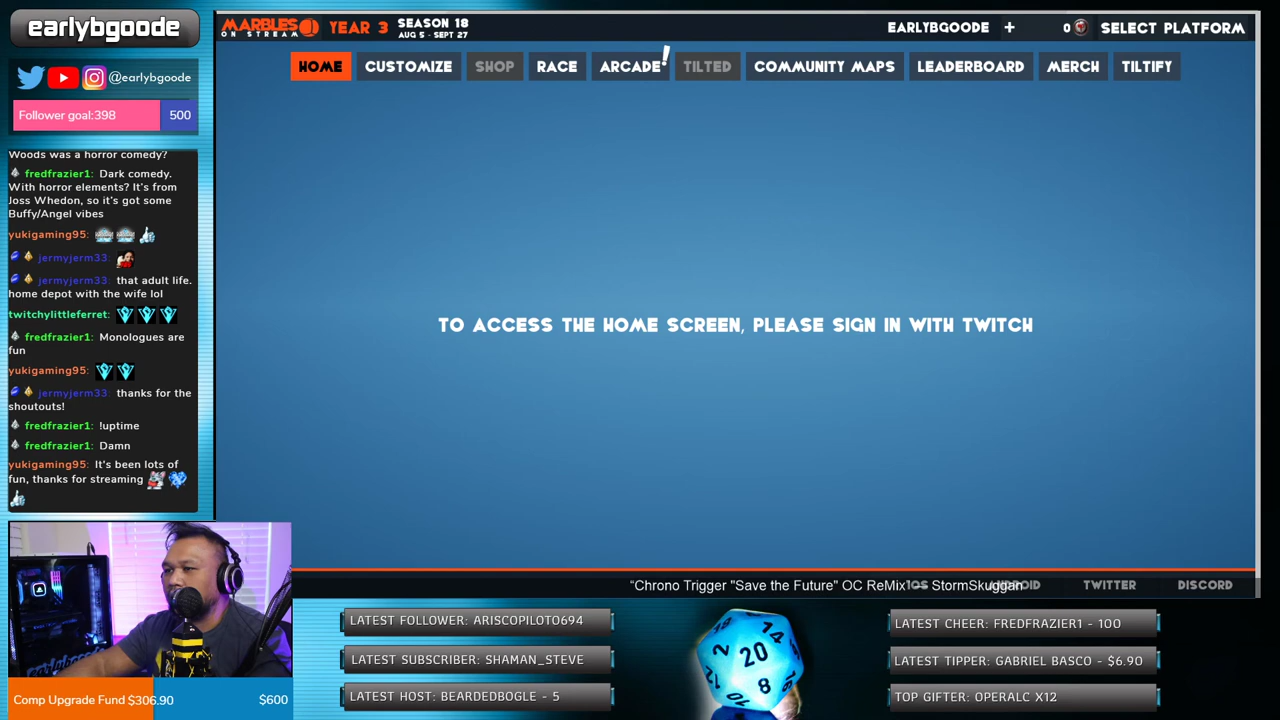 earlybgoode
@earlybgoode
Follower goal:398
500
Woods was a horror comedy?
fredfrazier1: Dark comedy.
With horror elements? It's from
Joss Whedon, so it's got some
Buffy/Angel vibes
yukigaming95:
jermyjerm33:
jermyjerm33: that adult life.
home depot with the wife lol
twitchylittleferret:
fredfrazier1: Monologues are
fun
yukigaming95:
jermyjerm33: thanks for the
shoutouts!
fredfrazier1: !uptime
fredfrazier1: Damn
yukigaming95: It's been lots of
fun, thanks for streaming
Comp Upgrade Fund $306.90
$600
MARBLES
ON STREAM
YEAR 3
SEASON 18
AUG 5 - SEPT 27
EARLYBGOODE +
0
SELECT PLATFORM
HOME
CUSTOMIZE
SHOP
RACE
ARCADE!
TILTED
COMMUNITY MAPS
LEADERBOARD
MERCH
TILTIFY
TO ACCESS THE HOME SCREEN, PLEASE SIGN IN WITH TWITCH
"Chrono Trigger "Save the Future" OC ReMix" - StormSkuggan
IOS
ANDROID
TWITTER
DISCORD
LATEST FOLLOWER: ARISCOPILOTO694
LATEST SUBSCRIBER: SHAMAN_STEVE
LATEST HOST: BEARDEDBOGLE - 5
20
14
2
8
LATEST CHEER: FREDFRAZIER1 - 100
LATEST TIPPER: GABRIEL BASCO - $6.90
TOP GIFTER: OPERALC X12